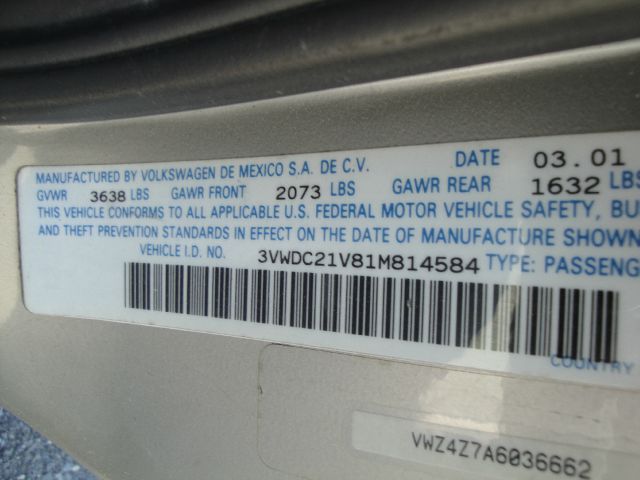 MANUFACTURED BY VOLKSWAGEN DE MEXICO S.A. DE C.V. DATE 03.01
GVWR 3638 LBS GAWR FRONT 2073 LBS GAWR REAR 1632 LBS
THIS VEHICLE CONFORMS TO ALL APPLICABLE U.S. FEDERAL MOTOR VEHICLE SAFETY, BU
AND THEFT PREVENTION STANDARDS IN EFFECT ON THE DATE OF MANUFACTURE SHOWN
VEHICLE I.D. NO. 3VWDC21V81M814584 TYPE: PASSENG
COUNTRY
VWZ4Z7A6036662